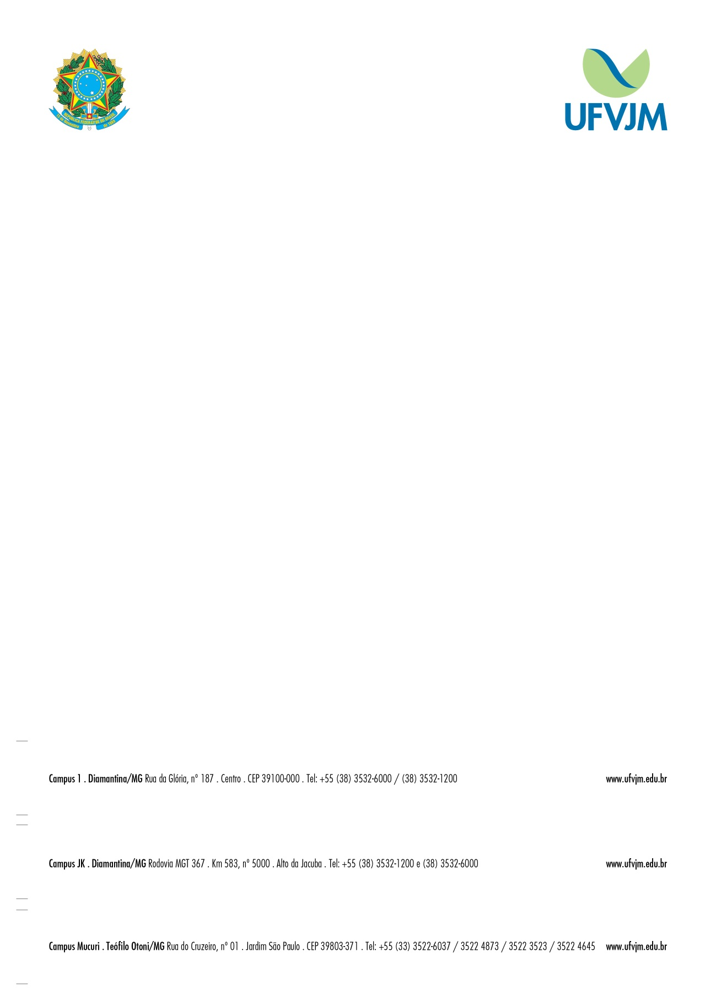 REPÚBLICA FEDERATIVA DO BRASIL
15 de Novembro de 1889
UFVJM
Campus 1 . Diamantina/MG Rua da Glória, nº 187 . Centro . CEP 39100-000 . Tel: +55 (38) 3532-6000 / (38) 3532-1200 www.ufvjm.edu.br
Campus JK . Diamantina/MG Rodovia MGT 367 . Km 583, nº 5000 . Alto da Jacuba . Tel: +55 (38) 3532-1200 e (38) 3532-6000 www.ufvjm.edu.br
Campus Mucuri . Teófilo Otoni/MG Rua do Cruzeiro, nº 01 . Jardim São Paulo . CEP 39803-371 . Tel: +55 (33) 3522-6037 / 3522 4873 / 3522 3523 / 3522 4645 www.ufvjm.edu.br